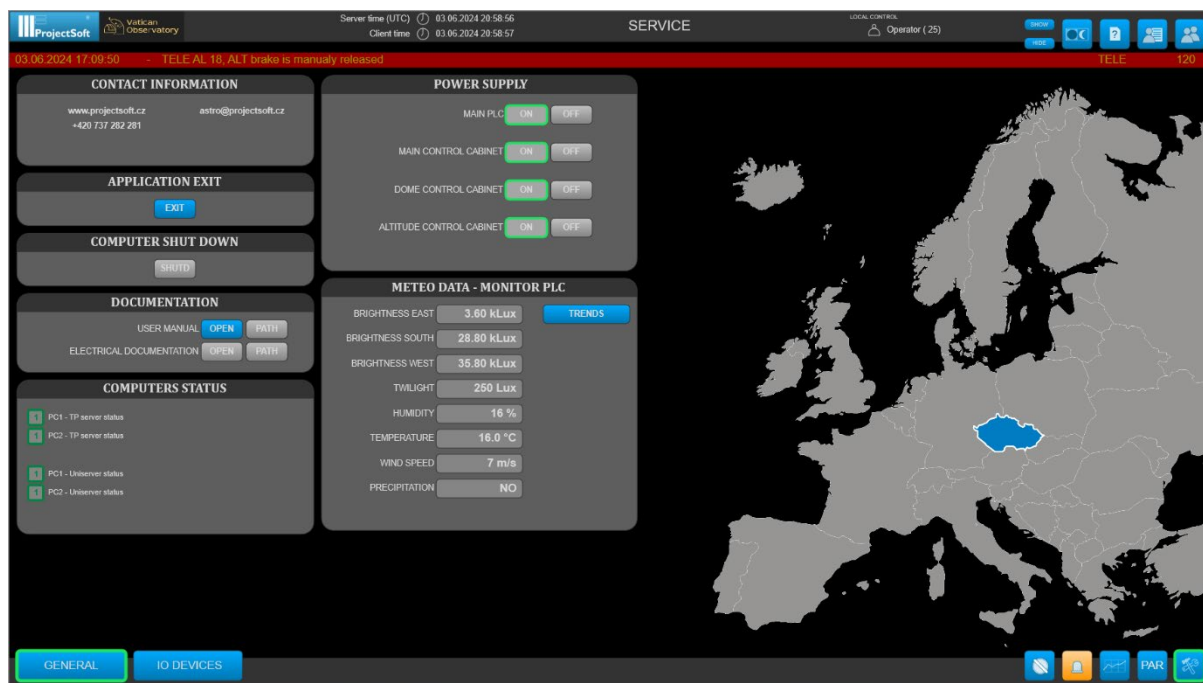 ProjectSoft
Vatican
Observatory
Server time (UTC) 03.06.2024 20:58:56
Client time 03.06.2024 20:58:57
SERVICE
LOCAL CONTROL
Operator ( 25)
SHOW
HIDE
03.06.2024 17:09:50 - TELE AL 18, ALT brake is manualy released TELE 120
CONTACT INFORMATION
www.projectsoft.cz astro@projectsoft.cz
+420 737 282 281
APPLICATION EXIT
EXIT
COMPUTER SHUT DOWN
SHUTD
DOCUMENTATION
USER MANUAL OPEN PATH
ELECTRICAL DOCUMENTATION OPEN PATH
COMPUTERS STATUS
1 PC1 - TP server status
1 PC2 - TP server status
1 PC1 - Uniserver status
1 PC2 - Uniserver status
POWER SUPPLY
MAIN PLC ON OFF
MAIN CONTROL CABINET ON OFF
DOME CONTROL CABINET ON OFF
ALTITUDE CONTROL CABINET ON OFF
METEO DATA - MONITOR PLC
BRIGHTNESS EAST 3.60 kLux TRENDS
BRIGHTNESS SOUTH 28.80 kLux
BRIGHTNESS WEST 35.80 kLux
TWILIGHT 250 Lux
HUMIDITY 16 %
TEMPERATURE 16.0 °C
WIND SPEED 7 m/s
PRECIPITATION NO
GENERAL
IO DEVICES
PAR